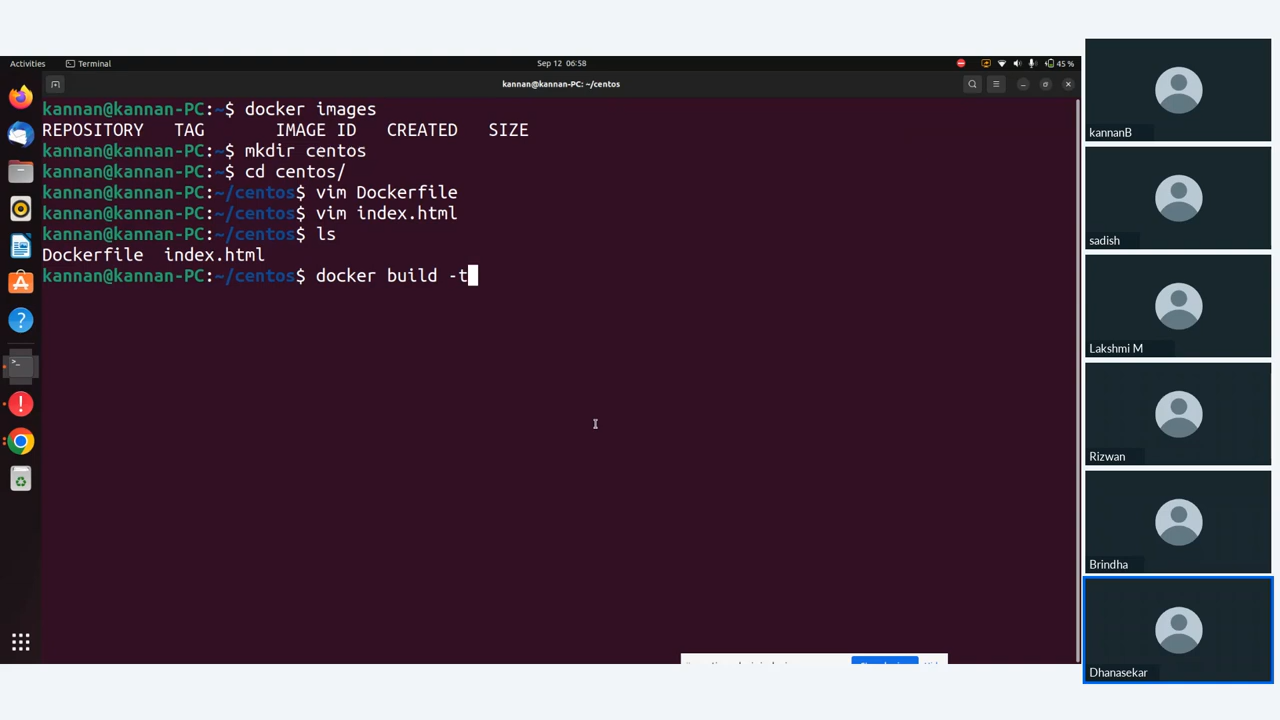 Activities
Terminal
Sep 12 06:58
45 %
kannan@kannan-PC: ~/centos
kannan@kannan-PC:~$ docker images
REPOSITORY TAG IMAGE ID CREATED SIZE
kannan@kannan-PC:~$ mkdir centos
kannan@kannan-PC:~$ cd centos/
kannan@kannan-PC:~/centos$ vim Dockerfile
kannan@kannan-PC:~/centos$ vim index.html
kannan@kannan-PC:~/centos$ ls
Dockerfile index.html
kannan@kannan-PC:~/centos$ docker build -t
kannanB
sadish
Lakshmi M
Rizwan
Brindha
Dhanasekar